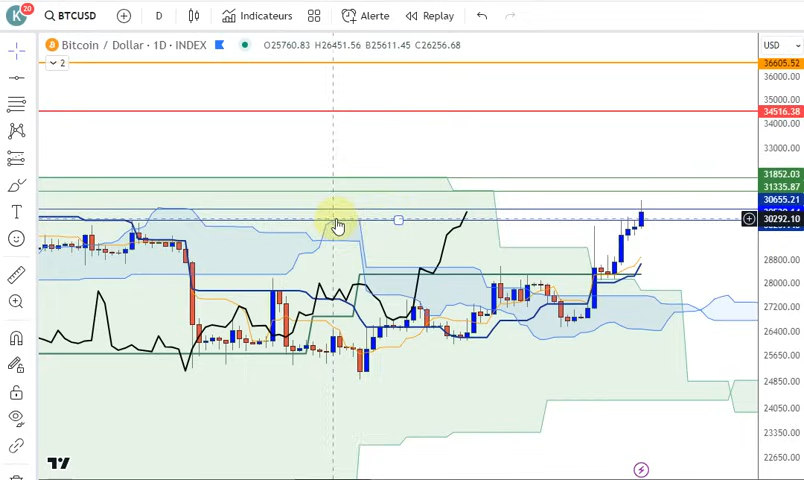 K
20
BTCUSD
D
Indicateurs
Alerte
Replay
Bitcoin / Dollar · 1D · INDEX
O25760.83 H26451.56 B25611.45 C26256.68
2
USD
36605.52
36000.00
35000.00
34516.38
34000.00
33000.00
31852.03
31335.87
30655.21
30292.10
28800.00
28000.00
27200.00
26400.00
25650.00
24850.00
24050.00
23350.00
22650.00
T